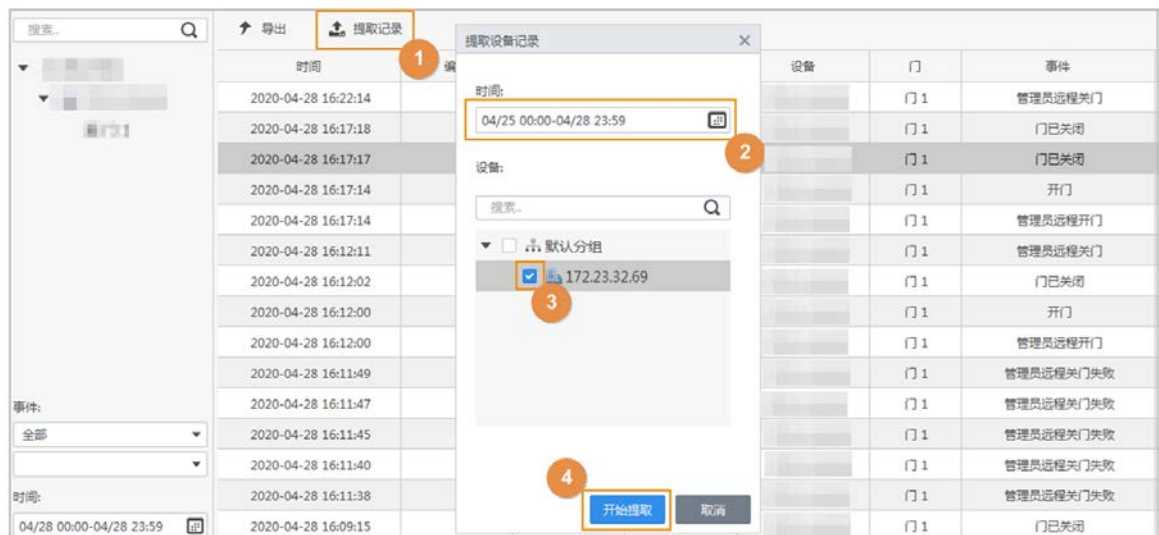 搜索..
导出
提取记录
1
时间
编
设备
门
事件
2020-04-28 16:22:14
门 1
管理员远程关门
2020-04-28 16:17:18
门 1
门已关闭
2020-04-28 16:17:17
门 1
门已关闭
2020-04-28 16:17:14
门 1
开门
2020-04-28 16:17:14
门 1
管理员远程开门
2020-04-28 16:12:11
门 1
管理员远程关门
2020-04-28 16:12:02
门 1
门已关闭
2020-04-28 16:12:00
门 1
开门
2020-04-28 16:12:00
门 1
管理员远程开门
2020-04-28 16:11:49
门 1
管理员远程关门失败
2020-04-28 16:11:47
门 1
管理员远程关门失败
2020-04-28 16:11:45
门 1
管理员远程关门失败
2020-04-28 16:11:40
门 1
管理员远程关门失败
2020-04-28 16:11:38
门 1
管理员远程关门失败
2020-04-28 16:09:15
门 1
门已关闭
事件:
全部
时间:
04/28 00:00-04/28 23:59
提取设备记录
时间:
04/25 00:00-04/28 23:59
2
设备:
搜索..
默认分组
172.23.32.69
3
4
开始提取
取消